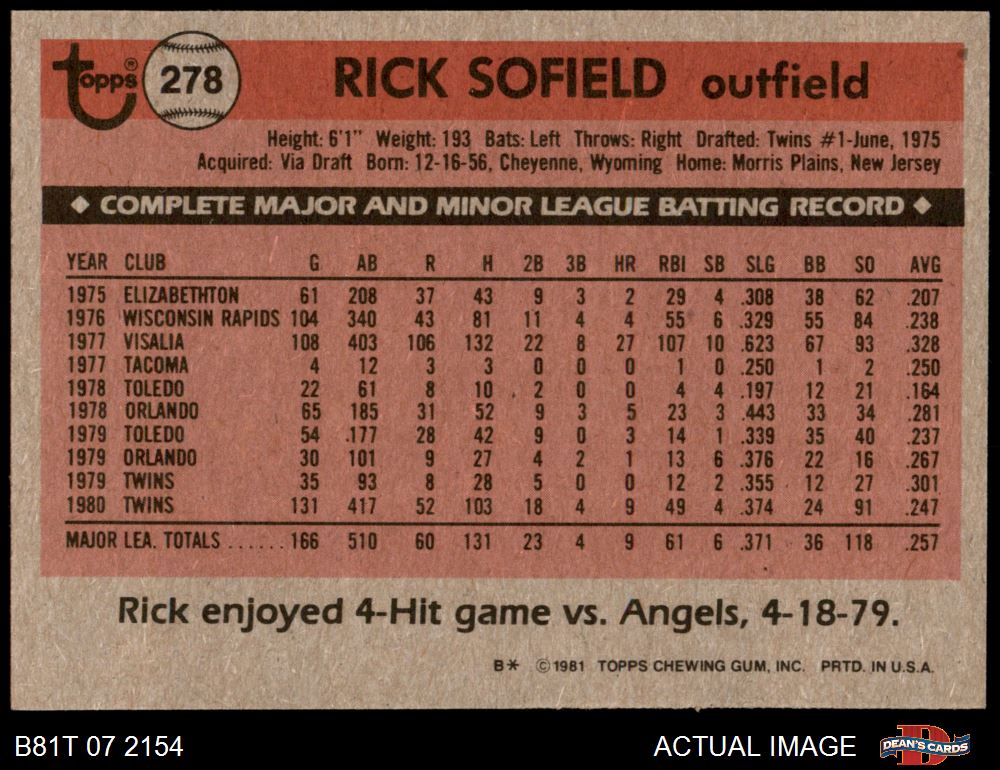 Topps® 278 RICK SOFIELD outfield
Height: 6'1" Weight: 193 Bats: Left Throws: Right Drafted: Twins #1-June, 1975
Acquired: Via Draft Born: 12-16-56, Cheyenne, Wyoming Home: Morris Plains, New Jersey
◆ COMPLETE MAJOR AND MINOR LEAGUE BATTING RECORD ◆
YEAR CLUB G AB R H 2B 3B HR RBI SB SLG BB SO AVG
1975 ELIZABETHTON 61 208 37 43 9 3 2 29 4 .308 38 62 .207
1976 WISCONSIN RAPIDS 104 340 43 81 11 4 4 55 6 .329 55 84 .238
1977 VISALIA 108 403 106 132 22 8 27 107 10 .623 67 93 .328
1977 TACOMA 4 12 3 3 0 0 0 1 0 .250 1 2 .250
1978 TOLEDO 22 61 8 10 2 0 0 4 4 .197 12 21 .164
1978 ORLANDO 65 185 31 52 9 3 5 23 3 .443 33 34 .281
1979 TOLEDO 54 .177 28 42 9 0 3 14 1 .339 35 40 .237
1979 ORLANDO 30 101 9 27 4 2 1 13 6 .376 22 16 .267
1979 TWINS 35 93 8 28 5 0 0 12 2 .355 12 27 .301
1980 TWINS 131 417 52 103 18 4 9 49 4 .374 24 91 .247
MAJOR LEA. TOTALS ...... 166 510 60 131 23 4 9 61 6 .371 36 118 .257
Rick enjoyed 4-Hit game vs. Angels, 4-18-79.
B* ©1981 TOPPS CHEWING GUM, INC. PRTD. IN U.S.A.
B81T 07 2154 ACTUAL IMAGE D DEAN'S CARDS